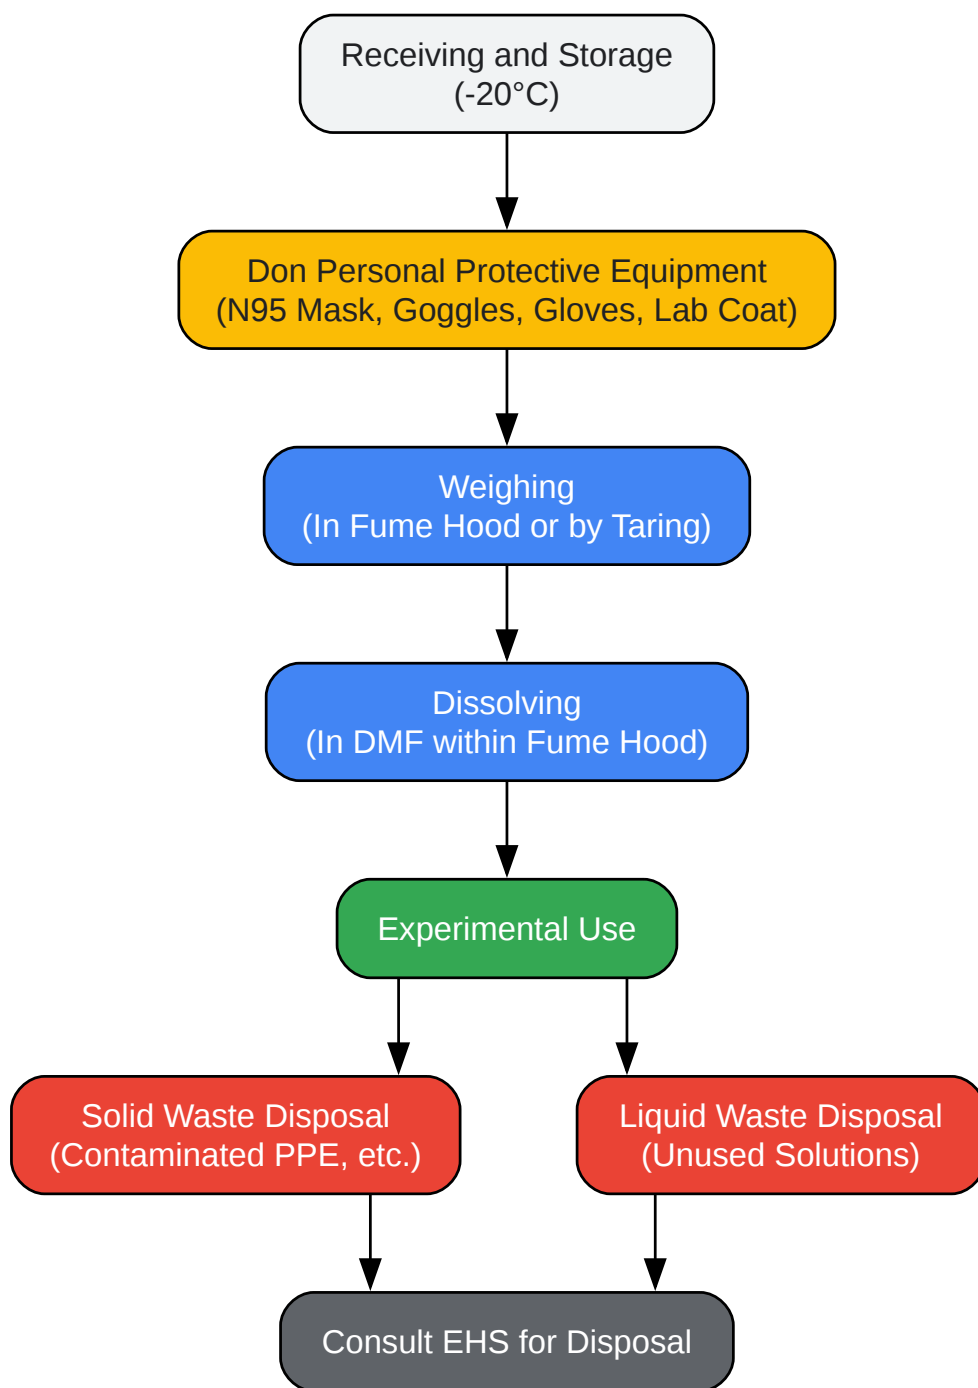 Receiving and Storage
(-20°C)
Don Personal Protective Equipment
(N95 Mask, Goggles, Gloves, Lab Coat)
Weighing
(In Fume Hood or by Taring)
Dissolving
(In DMF within Fume Hood)
Experimental Use
Solid Waste Disposal
(Contaminated PPE, etc.)
Liquid Waste Disposal
(Unused Solutions)
Consult EHS for Disposal